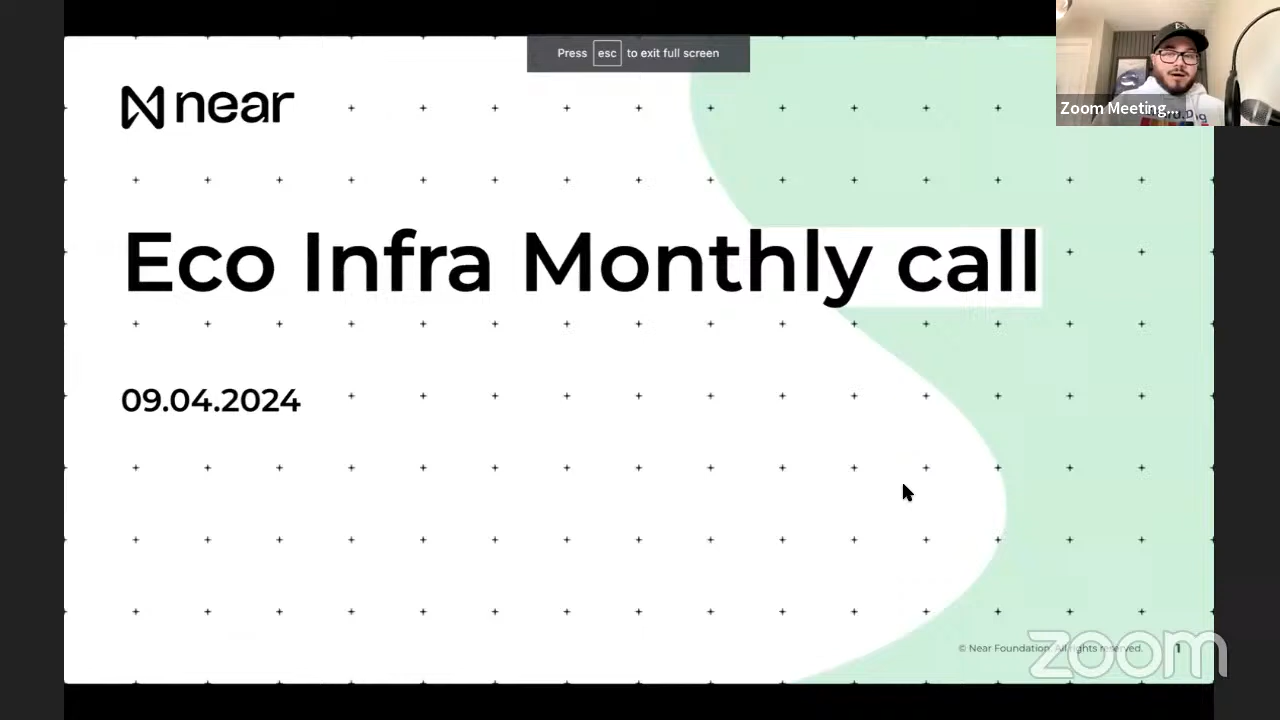 Press esc to exit full screen
Zoom Meeting...
near
Eco Infra Monthly call
09.04.2024
© Near Foundation. All rights reserved.
1
zoom